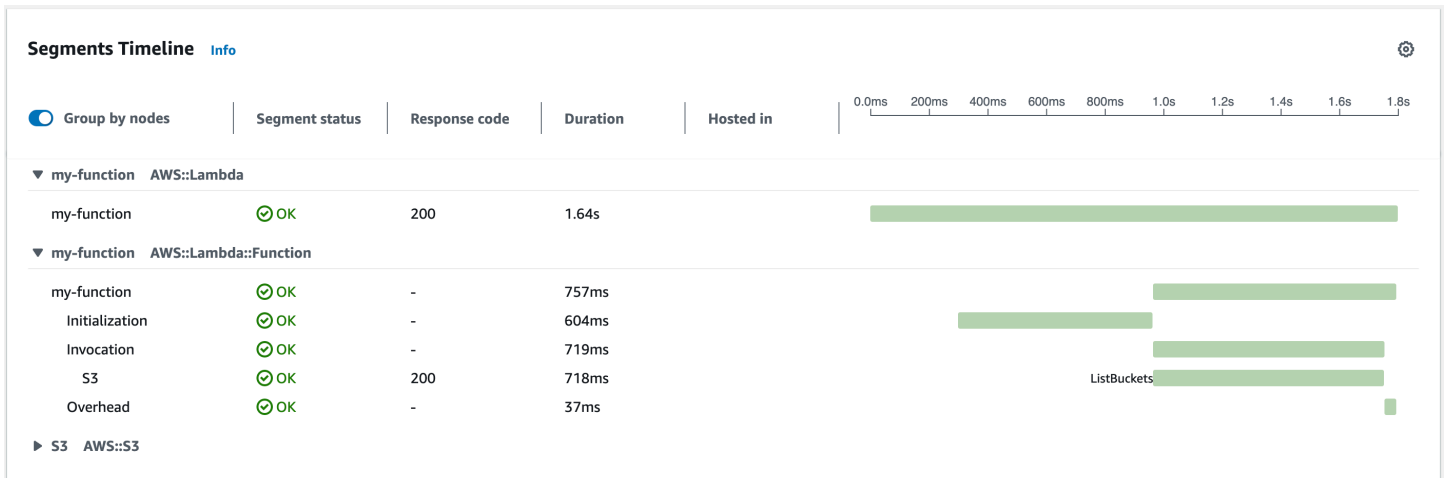 Segments Timeline Info
0.0ms 200ms 400ms 600ms 800ms 1.0s 1.2s 1.4s 1.6s 1.8s
Group by nodes Segment status Response code Duration Hosted in
my-function AWS::Lambda
my-function OK 200 1.64s
my-function AWS::Lambda::Function
my-function OK - 757ms
Initialization OK - 604ms
Invocation OK - 719ms
S3 OK 200 718ms ListBuckets
Overhead OK - 37ms
S3 AWS::S3